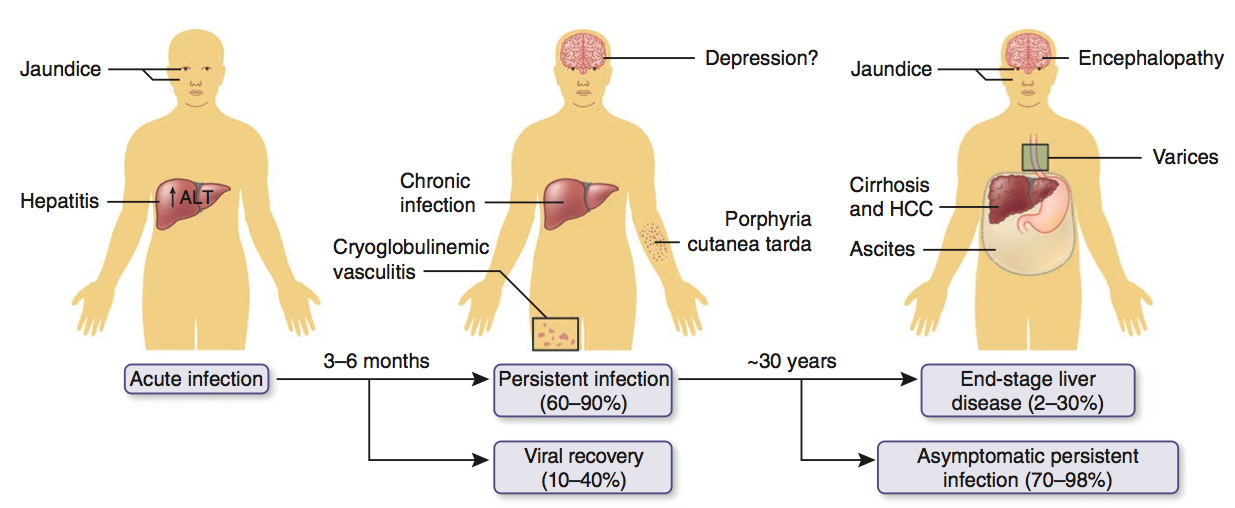 Jaundice
Hepatitis
↑ ALT
Depression?
Chronic
infection
Cryoglobulinemic
vasculitis
Porphyria
cutanea tarda
Jaundice
Encephalopathy
Varices
Cirrhosis
and HCC
Ascites
Acute infection
3–6 months
Persistent infection
(60–90%)
Viral recovery
(10–40%)
~30 years
End-stage liver
disease (2–30%)
Asymptomatic persistent
infection (70–98%)